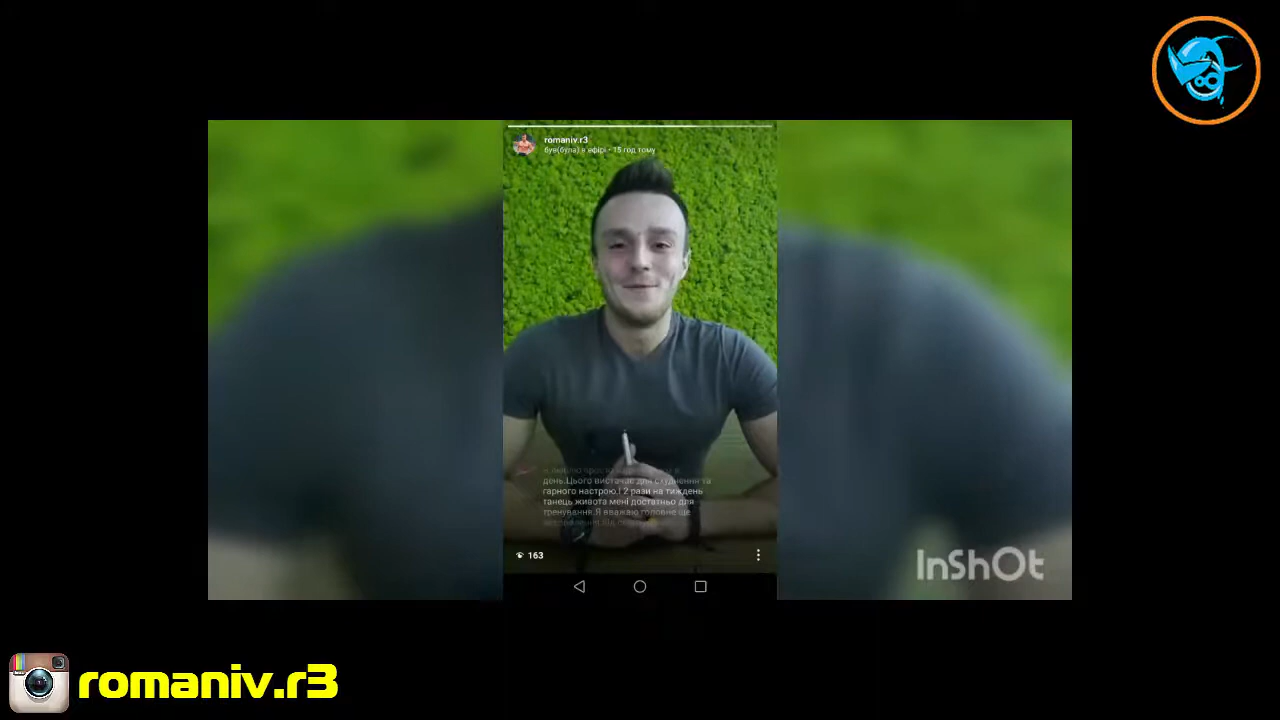 romaniv.r3
був(була) в ефірі • 15 год тому
день.Цього вистачає для схуднення та
гарного настрою.І 2 рази на тиждень
танець живота мені достатньо для
тренування.Я вважаю головне ще
163
InShOt
romaniv.r3